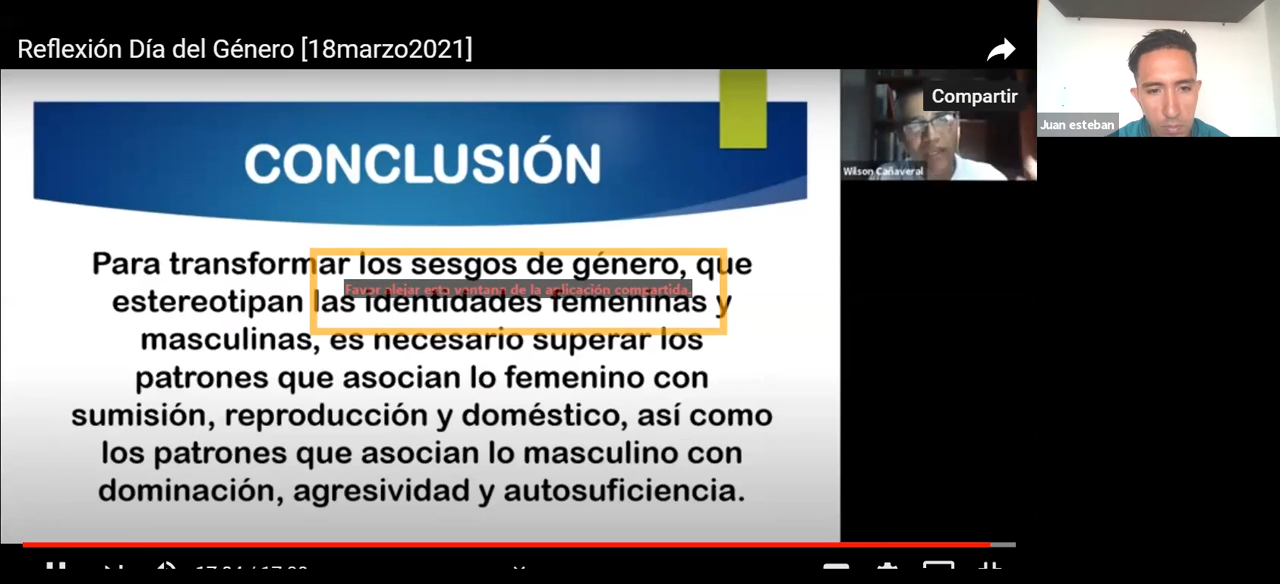 Reflexión Día del Género [18marzo2021]
Compartir
Juan esteban
Wilson Cañaveral
CONCLUSIÓN
Para transformar los sesgos de género, que
Favor alejar esta ventana de la aplicación compartida.
estereotipan las identidades femeninas y
masculinas, es necesario superar los
patrones que asocian lo femenino con
sumisión, reproducción y doméstico, así como
los patrones que asocian lo masculino con
dominación, agresividad y autosuficiencia.